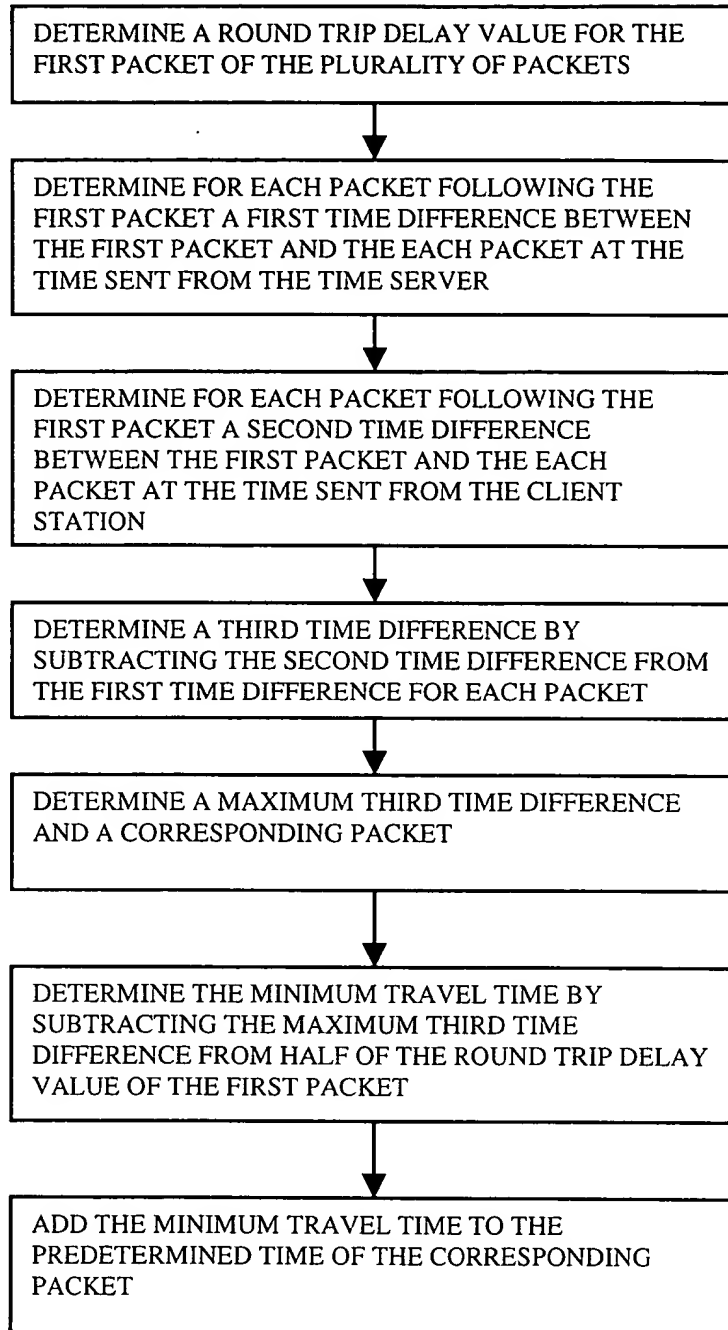 DETERMINE A ROUND TRIP DELAY VALUE FOR THE
FIRST PACKET OF THE PLURALITY OF PACKETS
DETERMINE FOR EACH PACKET FOLLOWING THE
FIRST PACKET A FIRST TIME DIFFERENCE BETWEEN
THE FIRST PACKET AND THE EACH PACKET AT THE
TIME SENT FROM THE TIME SERVER
DETERMINE FOR EACH PACKET FOLLOWING THE
FIRST PACKET A SECOND TIME DIFFERENCE
BETWEEN THE FIRST PACKET AND THE EACH
PACKET AT THE TIME SENT FROM THE CLIENT
STATION
DETERMINE A THIRD TIME DIFFERENCE BY
SUBTRACTING THE SECOND TIME DIFFERENCE FROM
THE FIRST TIME DIFFERENCE FOR EACH PACKET
DETERMINE A MAXIMUM THIRD TIME DIFFERENCE
AND A CORRESPONDING PACKET
DETERMINE THE MINIMUM TRAVEL TIME BY
SUBTRACTING THE MAXIMUM THIRD TIME
DIFFERENCE FROM HALF OF THE ROUND TRIP DELAY
VALUE OF THE FIRST PACKET
ADD THE MINIMUM TRAVEL TIME TO THE
PREDETERMINED TIME OF THE CORRESPONDING
PACKET